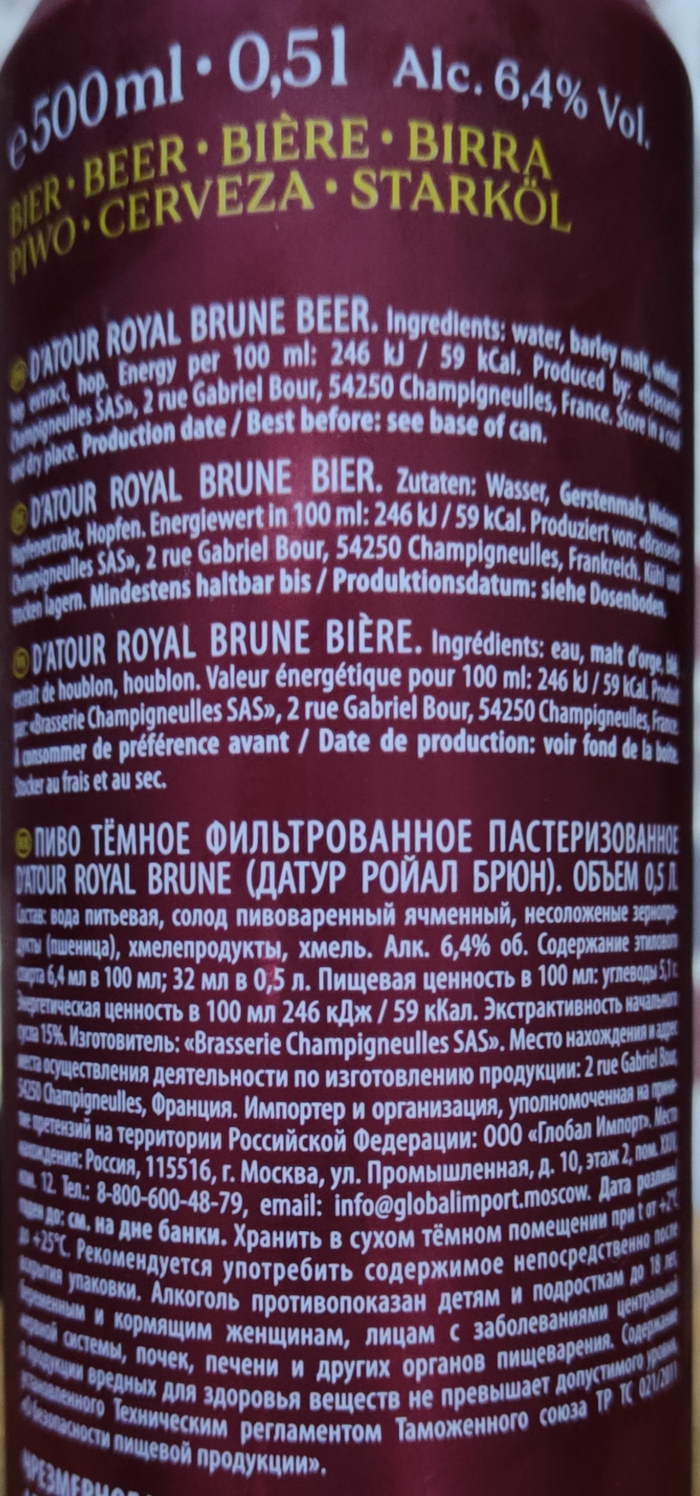 e 500 ml · 0,5 l Alc. 6,4% Vol.
BIER · BEER · BIÈRE · BIRRA
PIWO · CERVEZA · STARKÖL
D'ATOUR ROYAL BRUNE BEER. Ingredients: water, barley malt, wheat,
hop extract, hop. Energy per 100 ml: 246 kJ / 59 kCal. Produced by: «Brasserie
Champigneulles SAS», 2 rue Gabriel Bour, 54250 Champigneulles, France. Store in a cool
and dry place. Production date / Best before: see base of can.
D'ATOUR ROYAL BRUNE BIER. Zutaten: Wasser, Gerstenmalz, Weizen,
Hopfenextrakt, Hopfen. Energiewert in 100 ml: 246 kJ / 59 kCal. Produziert von: «Brasserie
Champigneulles SAS», 2 rue Gabriel Bour, 54250 Champigneulles, Frankreich. Kühl und
trocken lagern. Mindestens haltbar bis / Produktionsdatum: siehe Dosenboden.
D'ATOUR ROYAL BRUNE BIÈRE. Ingrédients: eau, malt d'orge, blé,
extrait de houblon, houblon. Valeur énergétique pour 100 ml: 246 kJ / 59 kCal. Produit
par: «Brasserie Champigneulles SAS», 2 rue Gabriel Bour, 54250 Champigneulles, France.
A consommer de préférence avant / Date de production: voir fond de la boîte.
Stocker au frais et au sec.
ПИВО ТЁМНОЕ ФИЛЬТРОВАННОЕ ПАСТЕРИЗОВАННОЕ
D'ATOUR ROYAL BRUNE (ДАТУР РОЙАЛ БРЮН). ОБЪЕМ 0,5 Л.
Состав: вода питьевая, солод пивоваренный ячменный, несоложеные зернопро-
дукты (пшеница), хмелепродукты, хмель. Алк. 6,4% об. Содержание этилового
спирта 6,4 мл в 100 мл; 32 мл в 0,5 л. Пищевая ценность в 100 мл: углеводы 5,1 г.
Энергетическая ценность в 100 мл 246 кДж / 59 кКал. Экстрактивность начального
сусла 15%. Изготовитель: «Brasserie Champigneulles SAS». Место нахождения и адрес
места осуществления деятельности по изготовлению продукции: 2 rue Gabriel Bour,
54250 Champigneulles, Франция. Импортер и организация, уполномоченная на приня-
тие претензий на территории Российской Федерации: ООО «Глобал Импорт». Место
нахождения: Россия, 115516, г. Москва, ул. Промышленная, д. 10, этаж 2, пом. XXIX,
ком. 12. Тел.: 8-800-600-48-79, email: info@globalimport.moscow. Дата розлива/
годен до: см. на дне банки. Хранить в сухом тёмном помещении при t от +2°С
до +25°С. Рекомендуется употребить содержимое непосредственно после
вскрытия упаковки. Алкоголь противопоказан детям и подросткам до 18 лет,
беременным и кормящим женщинам, лицам с заболеваниями центральной
нервной системы, почек, печени и других органов пищеварения. Содержание
в продукции вредных для здоровья веществ не превышает допустимого уровня,
установленного Техническим регламентом Таможенного союза ТР ТС 021/2011
«О безопасности пищевой продукции».